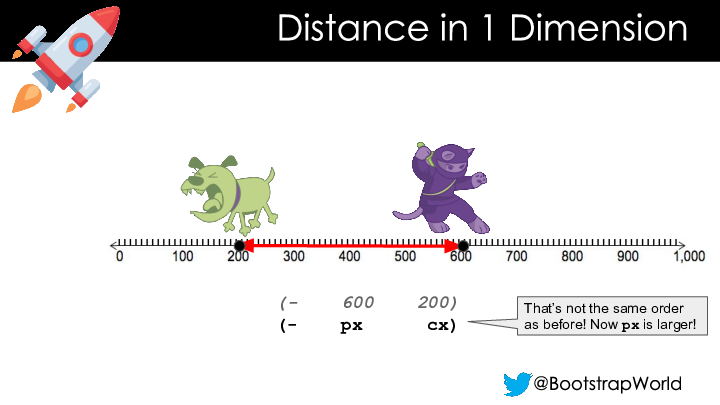 Distance in 1 Dimension
0 100 200 300 400 500 600 700 800 900 1,000
(- 600 200)
(- px cx)
That's not the same order
as before! Now px is larger!
@BootstrapWorld